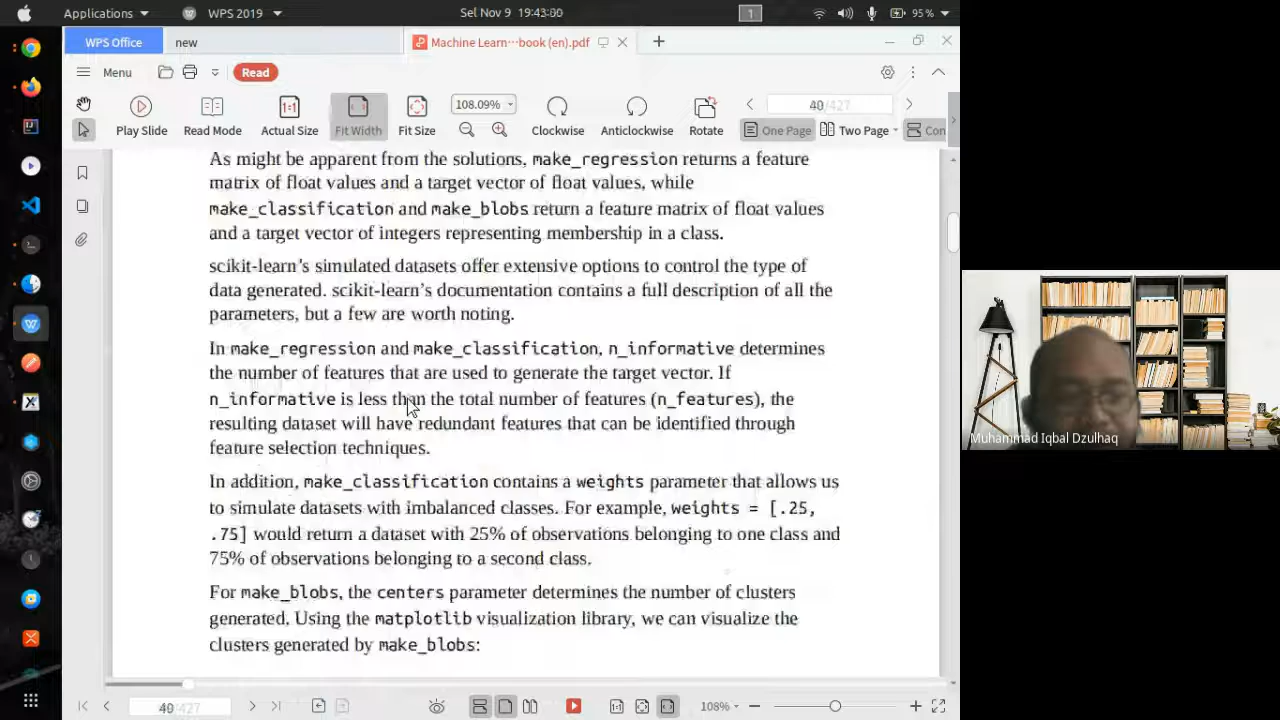 Applications
WPS 2019
Sel Nov 9 19:43:80
1
95 %
WPS Office
new
Machine Learn···book (en).pdf
Menu
Read
Play Slide
Read Mode
Actual Size
Fit Width
Fit Size
108.09%
Clockwise
Anticlockwise
Rotate
40/427
One Page
Two Page
Con
As might be apparent from the solutions, make_regression returns a feature
matrix of float values and a target vector of float values, while
make_classification and make_blobs return a feature matrix of float values
and a target vector of integers representing membership in a class.
scikit-learn's simulated datasets offer extensive options to control the type of
data generated. scikit-learn's documentation contains a full description of all the
parameters, but a few are worth noting.
In make_regression and make_classification, n_informative determines
the number of features that are used to generate the target vector. If
n_informative is less than the total number of features (n_features), the
resulting dataset will have redundant features that can be identified through
feature selection techniques.
In addition, make_classification contains a weights parameter that allows us
to simulate datasets with imbalanced classes. For example, weights = [.25,
.75] would return a dataset with 25% of observations belonging to one class and
75% of observations belonging to a second class.
For make_blobs, the centers parameter determines the number of clusters
generated. Using the matplotlib visualization library, we can visualize the
clusters generated by make_blobs:
40/427
108%
Muhammad Iqbal Dzulhaq